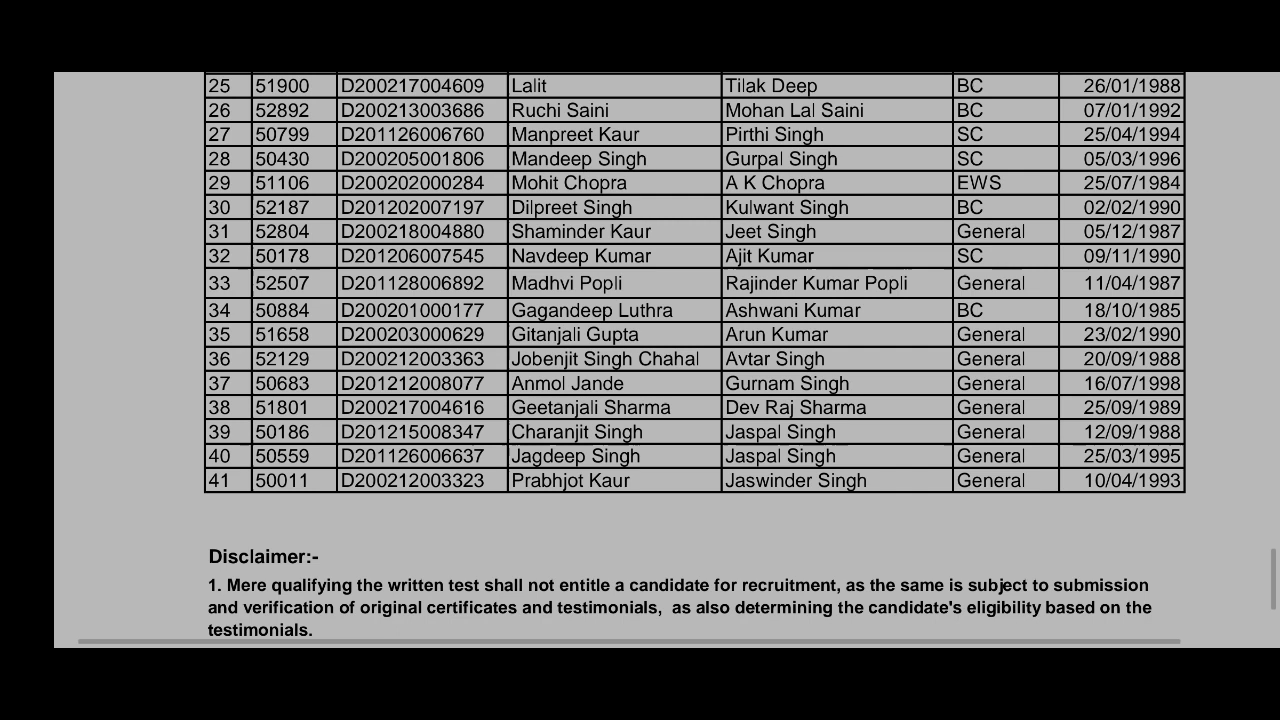 25 51900 D200217004609 Lalit Tilak Deep BC 26/01/1988
26 52892 D200213003686 Ruchi Saini Mohan Lal Saini BC 07/01/1992
27 50799 D201126006760 Manpreet Kaur Pirthi Singh SC 25/04/1994
28 50430 D200205001806 Mandeep Singh Gurpal Singh SC 05/03/1996
29 51106 D200202000284 Mohit Chopra A K Chopra EWS 25/07/1984
30 52187 D201202007197 Dilpreet Singh Kulwant Singh BC 02/02/1990
31 52804 D200218004880 Shaminder Kaur Jeet Singh General 05/12/1987
32 50178 D201206007545 Navdeep Kumar Ajit Kumar SC 09/11/1990
33 52507 D201128006892 Madhvi Popli Rajinder Kumar Popli General 11/04/1987
34 50884 D200201000177 Gagandeep Luthra Ashwani Kumar BC 18/10/1985
35 51658 D200203000629 Gitanjali Gupta Arun Kumar General 23/02/1990
36 52129 D200212003363 Jobenjit Singh Chahal Avtar Singh General 20/09/1988
37 50683 D201212008077 Anmol Jande Gurnam Singh General 16/07/1998
38 51801 D200217004616 Geetanjali Sharma Dev Raj Sharma General 25/09/1989
39 50186 D201215008347 Charanjit Singh Jaspal Singh General 12/09/1988
40 50559 D201126006637 Jagdeep Singh Jaspal Singh General 25/03/1995
41 50011 D200212003323 Prabhjot Kaur Jaswinder Singh General 10/04/1993
Disclaimer:-
1. Mere qualifying the written test shall not entitle a candidate for recruitment, as the same is subject to submission
and verification of original certificates and testimonials, as also determining the candidate's eligibility based on the
testimonials.